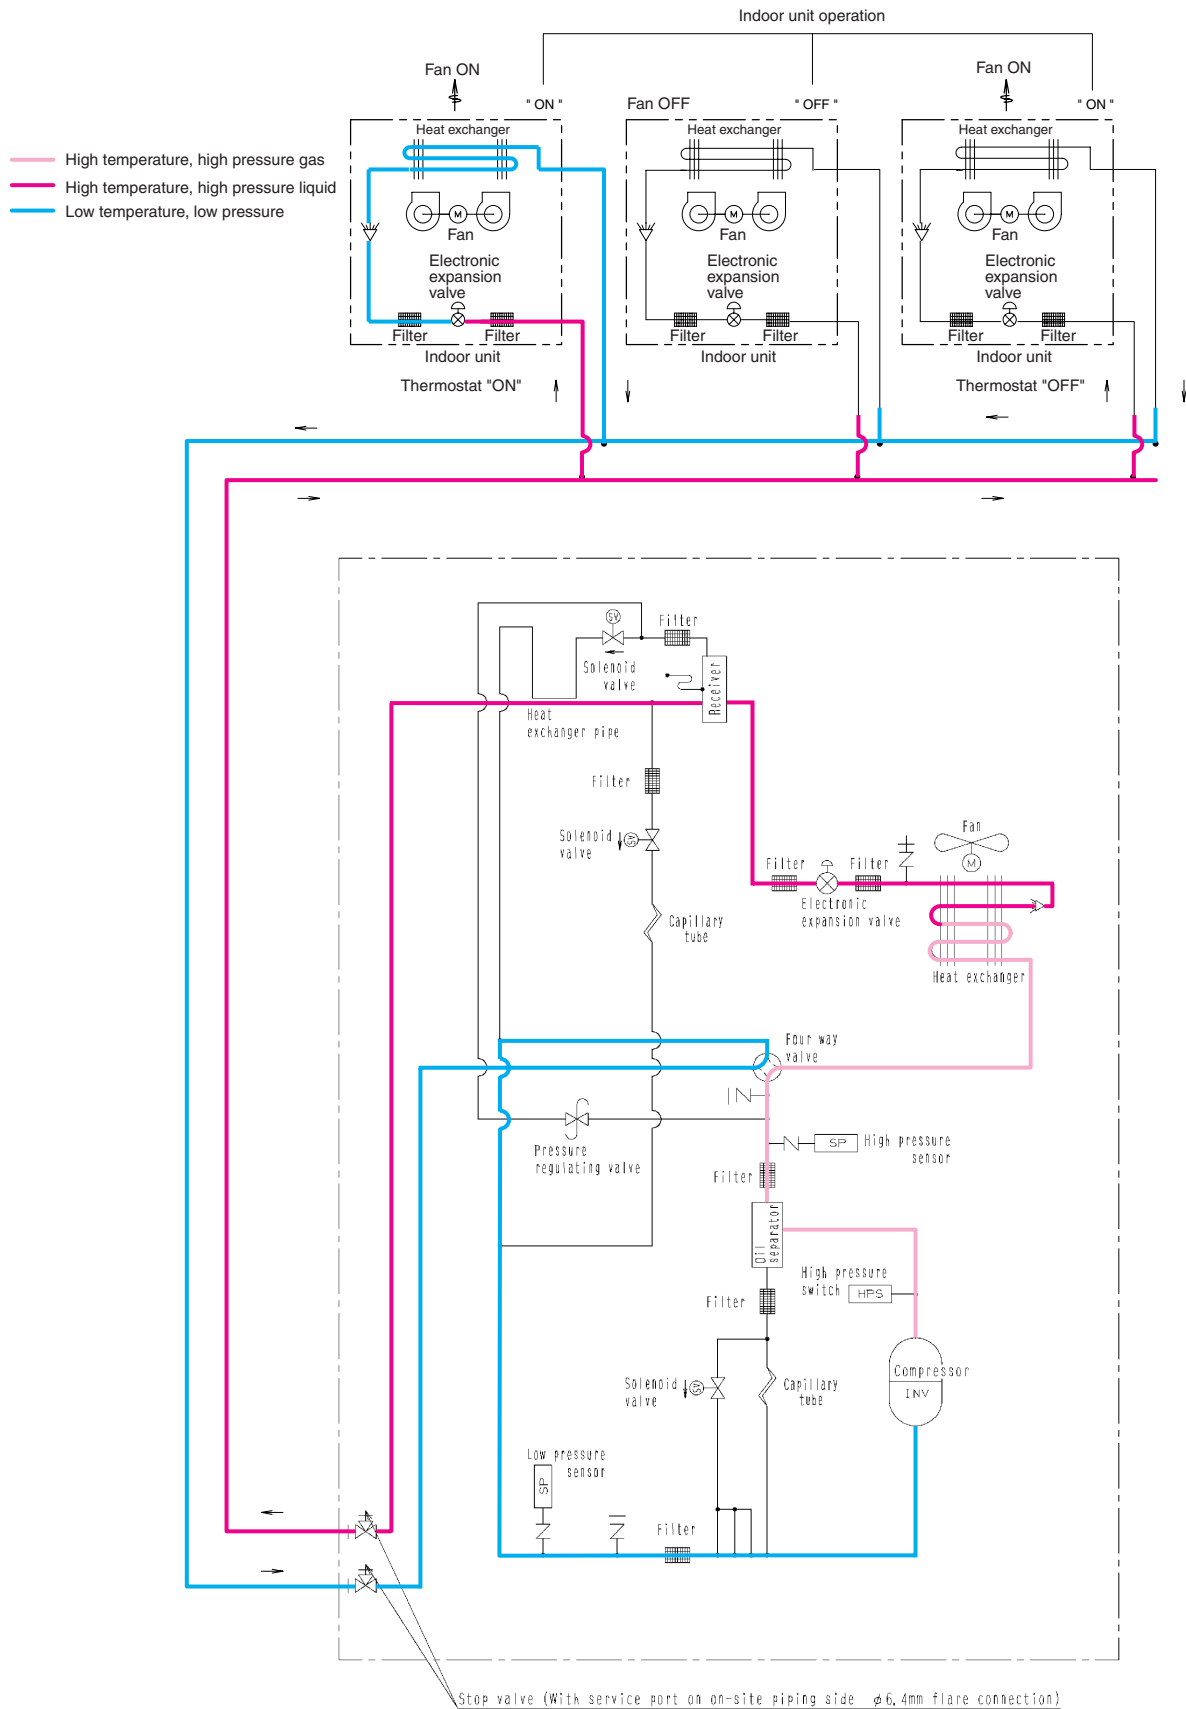 Indoor unit operation
Fan ON
" ON "
Fan OFF
" OFF "
Fan ON
" ON "
High temperature, high pressure gas
High temperature, high pressure liquid
Low temperature, low pressure
Heat exchanger
M
Fan
Electronic
expansion
valve
Filter
Filter
Indoor unit
Thermostat "ON"
Heat exchanger
M
Fan
Electronic
expansion
valve
Filter
Filter
Indoor unit
Heat exchanger
M
Fan
Electronic
expansion
valve
Filter
Filter
Indoor unit
Thermostat "OFF"
SV
Filter
Solenoid
valve
Receiver
Heat
exchanger pipe
Filter
Solenoid
valve
SV
Capillary
tube
Fan
M
Filter
Filter
Electronic
expansion valve
Heat exchanger
Four way
valve
Pressure
regulating valve
SP
High pressure
sensor
Filter
Oil
separator
High pressure
switch
HPS
Filter
Compressor
INV
Solenoid
valve
SV
Capillary
tube
Low pressure
sensor
SP
Filter
Stop valve (With service port on on-site piping side ϕ6.4mm flare connection)